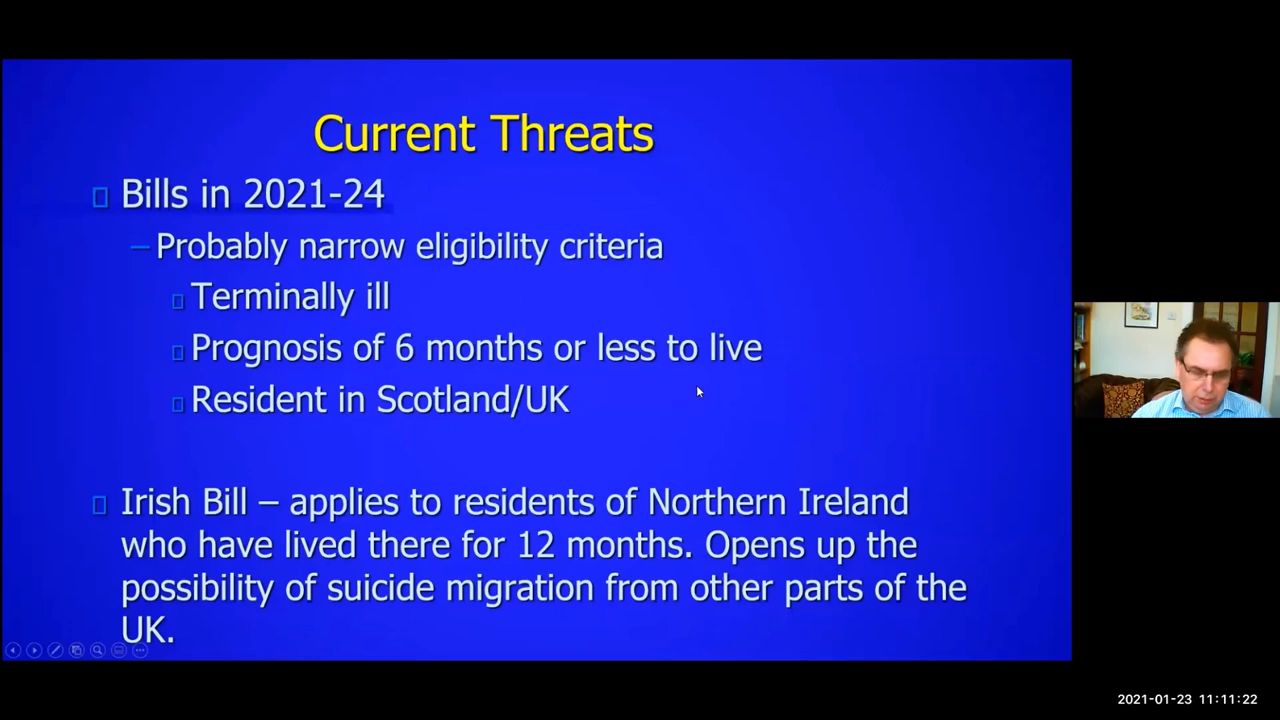 Current Threats
Bills in 2021-24
–Probably narrow eligibility criteria
Terminally ill
Prognosis of 6 months or less to live
Resident in Scotland/UK
Irish Bill – applies to residents of Northern Ireland
who have lived there for 12 months. Opens up the
possibility of suicide migration from other parts of the
UK.
2021-01-23 11:11:22